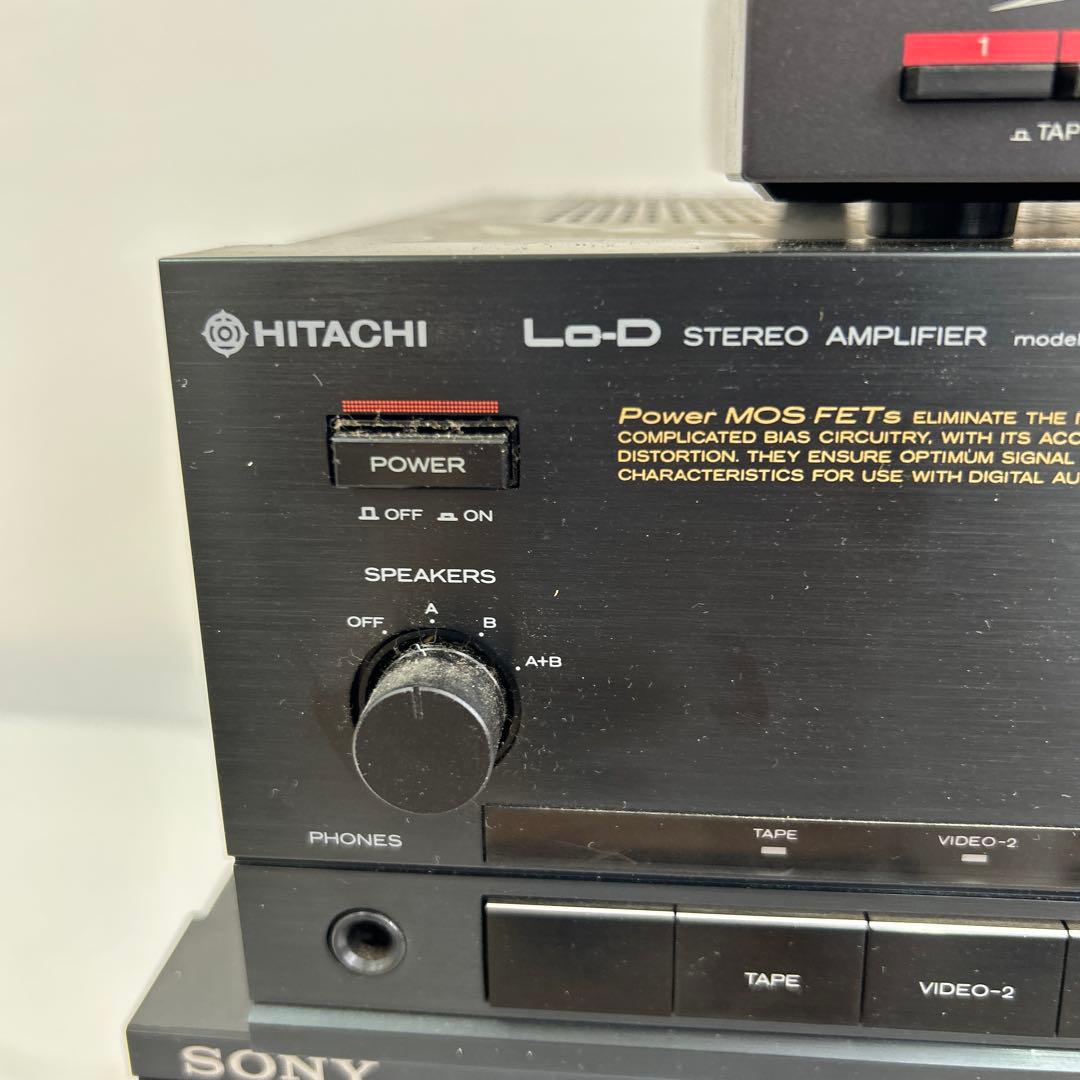 1
TAP
HITACHI
Lo-D STEREO AMPLIFIER model
Power MOS FETs ELIMINATE THE
COMPLICATED BIAS CIRCUITRY, WITH ITS ACC
DISTORTION. THEY ENSURE OPTIMUM SIGNAL
CHARACTERISTICS FOR USE WITH DIGITAL AU
POWER
OFF ON
SPEAKERS
OFF A B A+B
PHONES
TAPE VIDEO-2
TAPE VIDEO-2
SONY